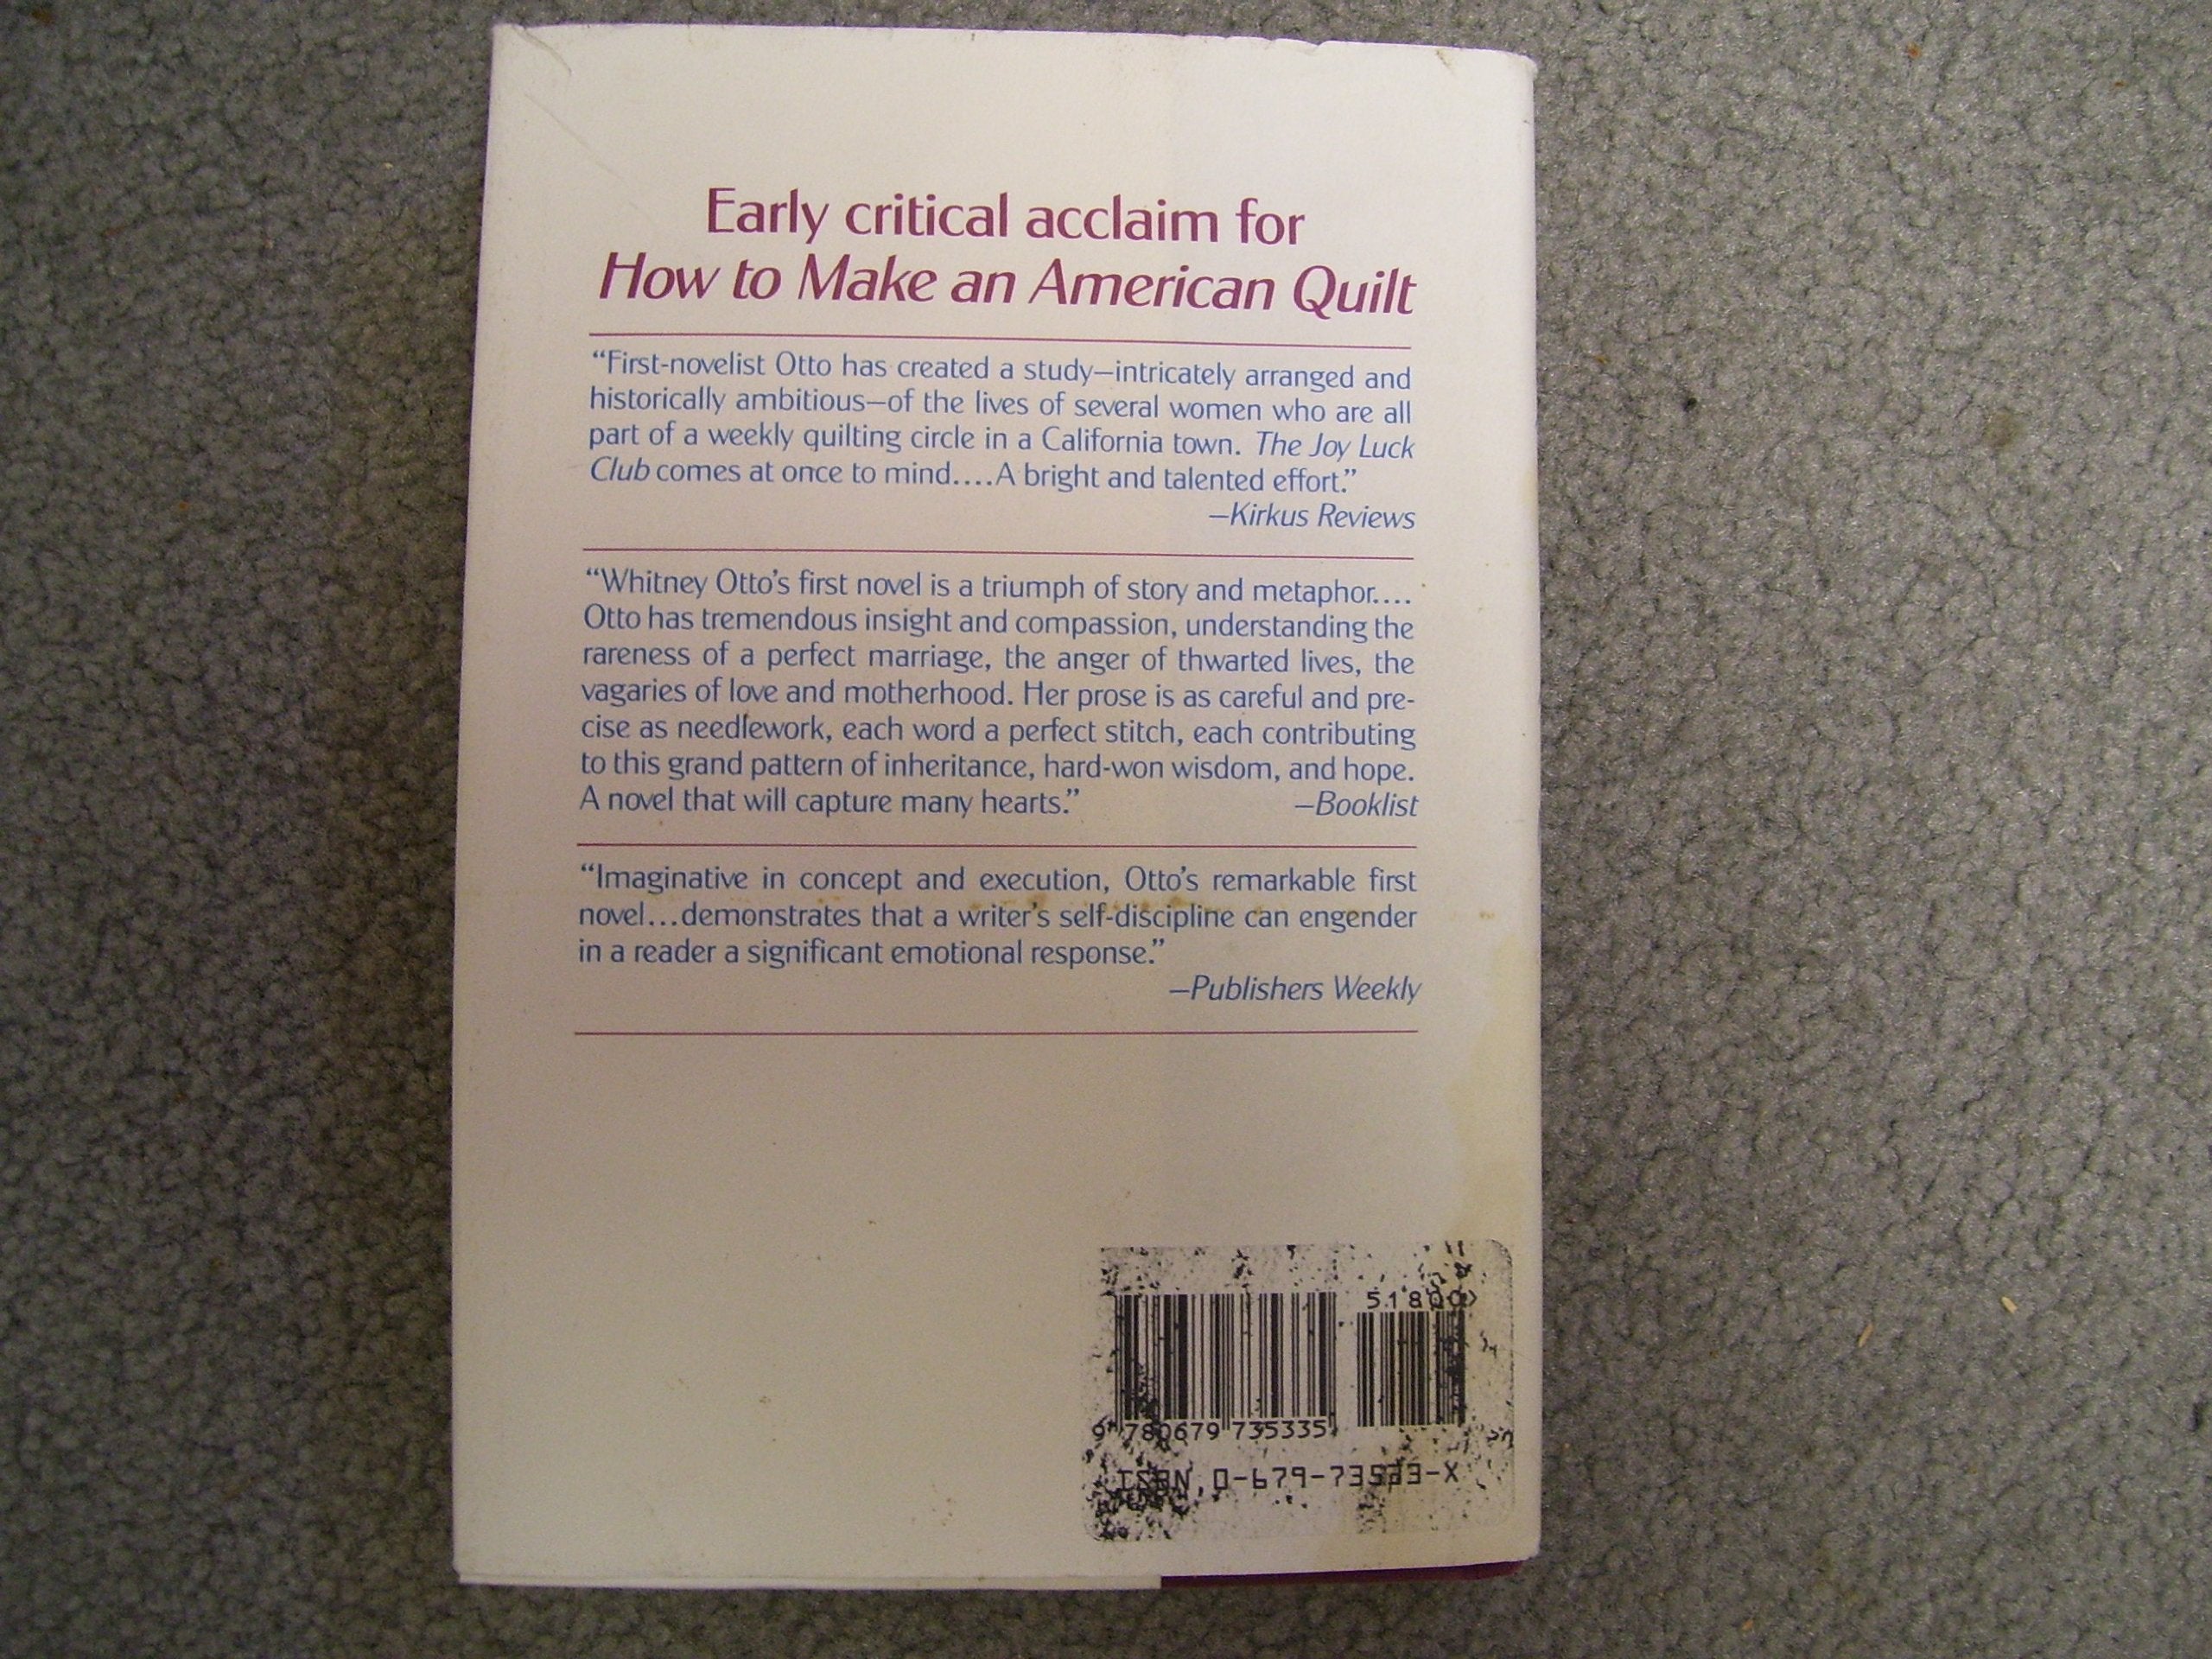 Early critical acclaim for
How to Make an American Quilt
“First-novelist Otto has created a study—intricately arranged and
historically ambitious—of the lives of several women who are all
part of a weekly quilting circle in a California town. The Joy Luck
Club comes at once to mind....A bright and talented effort.”
—Kirkus Reviews
“Whitney Otto’s first novel is a triumph of story and metaphor....
Otto has tremendous insight and compassion, understanding the
rareness of a perfect marriage, the anger of thwarted lives, the
vagaries of love and motherhood. Her prose is as careful and pre-
cise as needlework, each word a perfect stitch, each contributing
to this grand pattern of inheritance, hard-won wisdom, and hope.
A novel that will capture many hearts.” —Booklist
“Imaginative in concept and execution, Otto’s remarkable first
novel...demonstrates that a writer’s self-discipline can engender
in a reader a significant emotional response.”
—Publishers Weekly
51800>
9 780679 735335
ISBN 0-679-73533-X